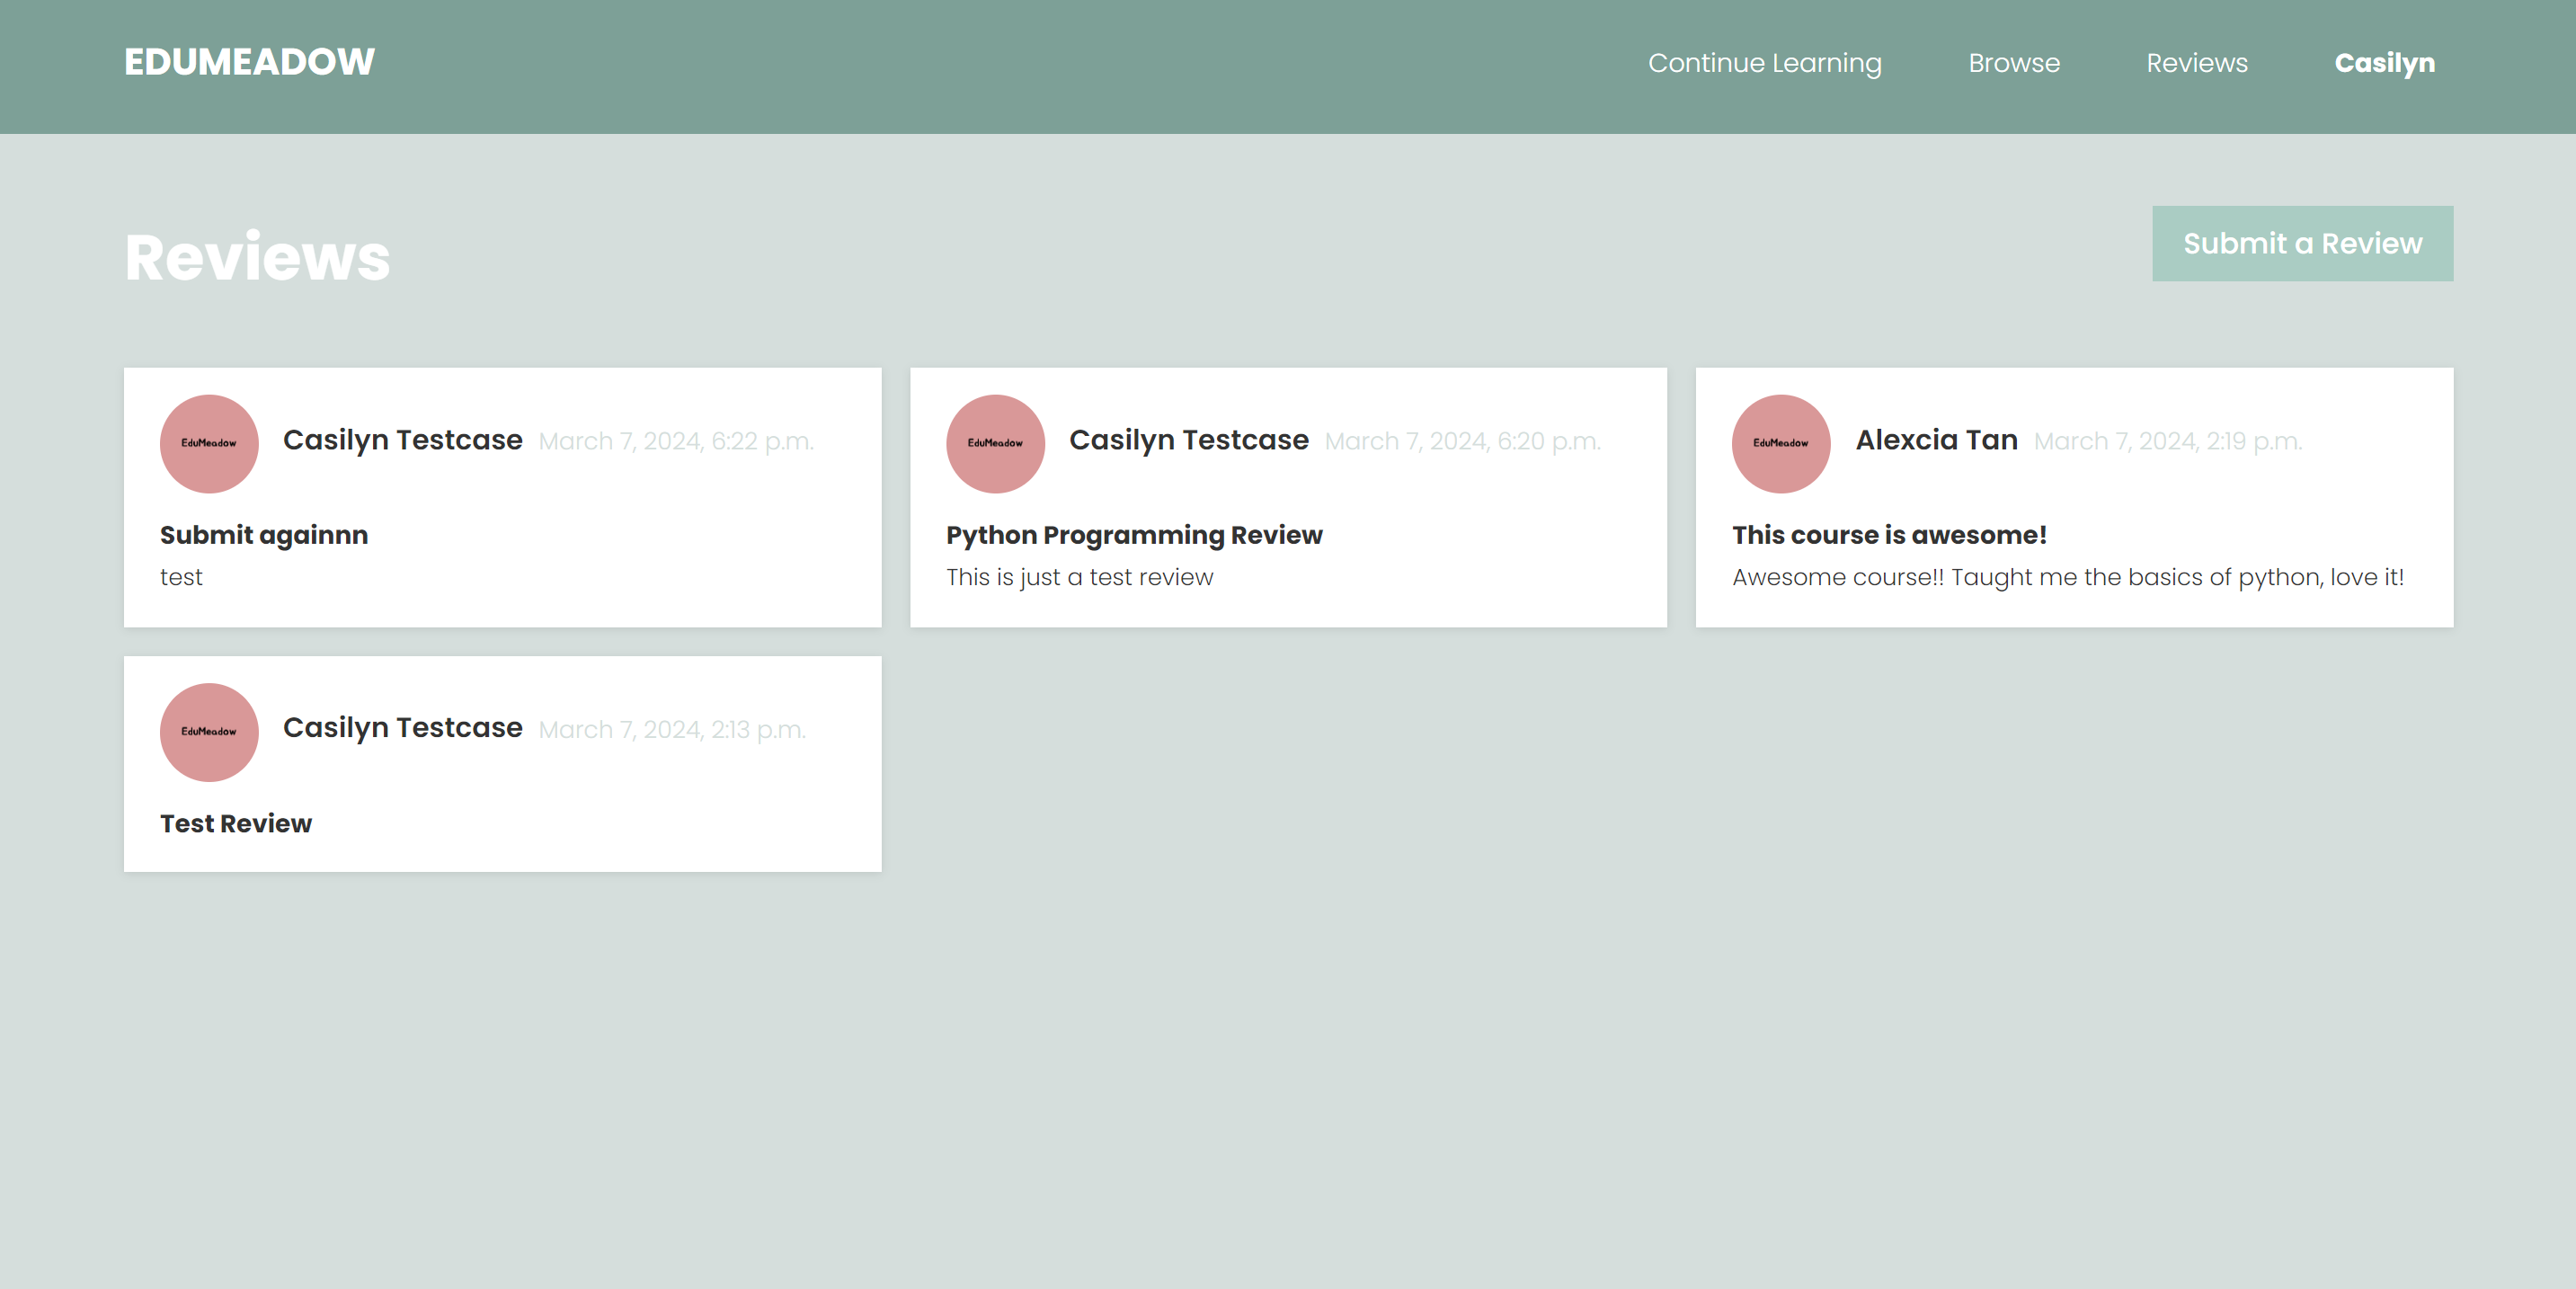 EDUMEADOW
Continue Learning Browse Reviews Casilyn
Reviews
Submit a Review
EduMeadow
Casilyn Testcase March 7, 2024, 6:22 p.m.
Submit againnn
test
EduMeadow
Casilyn Testcase March 7, 2024, 6:20 p.m.
Python Programming Review
This is just a test review
EduMeadow
Alexcia Tan March 7, 2024, 2:19 p.m.
This course is awesome!
Awesome course!! Taught me the basics of python, love it!
EduMeadow
Casilyn Testcase March 7, 2024, 2:13 p.m.
Test Review